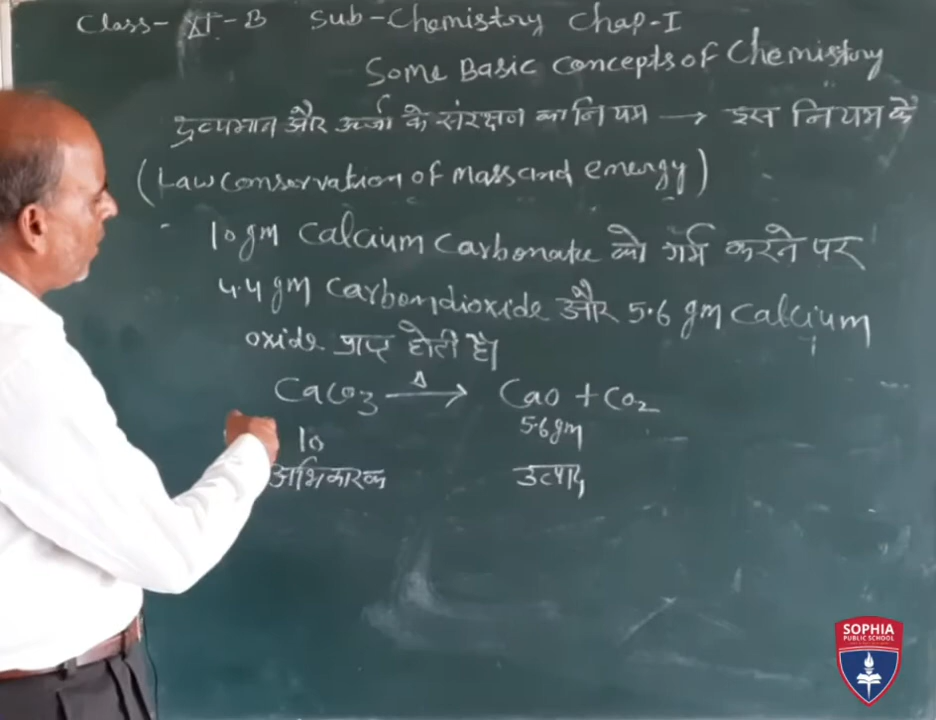 Class- XI - B Sub-Chemistry Chap-I
Some Basic concepts of Chemistry
द्रव्यमान और ऊर्जा के संरक्षण का नियम → इस नियम के
(Law conservation of Mass and energy)
10 gm Calcium Carbonate को गर्म करने पर
4.4 gm Carbondioxide और 5.6 gm Calcium
oxide प्राप्त होती है।
CaCO3 —Δ→ CaO + CO2
10 5.6 gm
अभिकारक उत्पाद
SOPHIA
PUBLIC SCHOOL